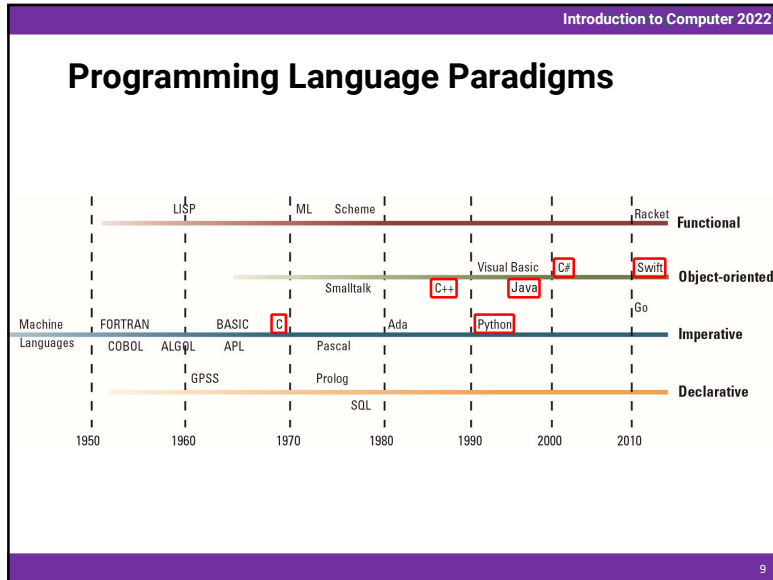 Introduction to Computer 2022
Programming Language Paradigms
LISP ML Scheme Racket
Functional
Visual Basic C# Swift
Object-oriented
Smalltalk C++ Java
Go
Machine FORTRAN BASIC C Ada Python
Imperative
Languages COBOL ALGOL APL Pascal
GPSS Prolog
Declarative
SQL
1950 1960 1970 1980 1990 2000 2010
9